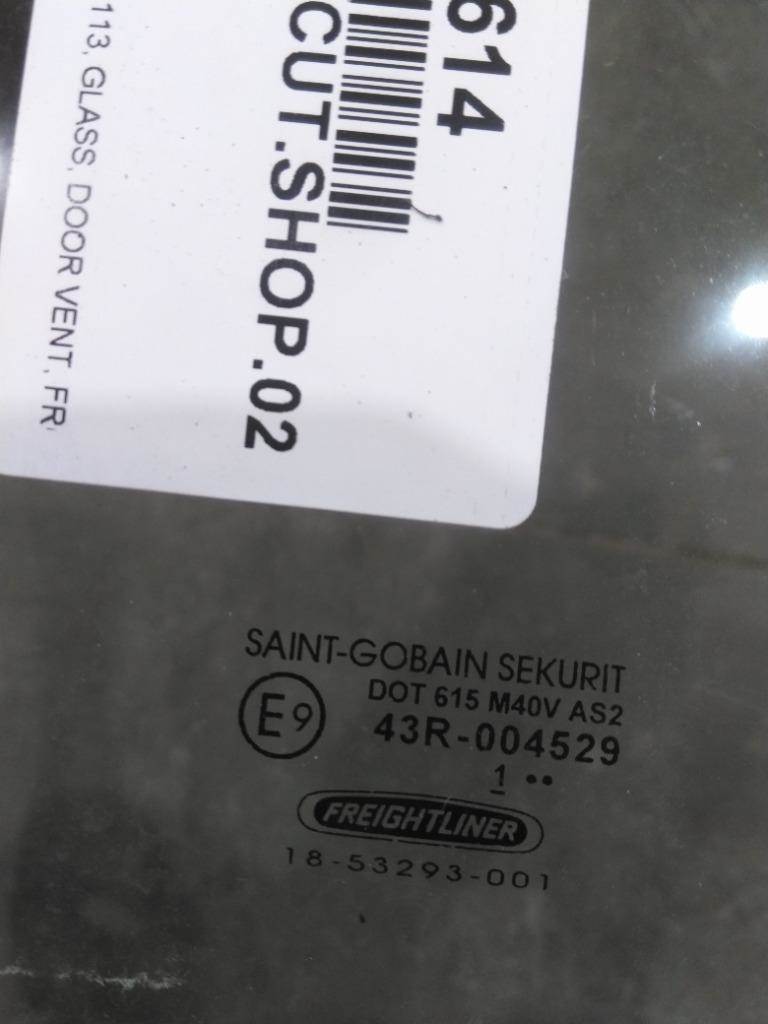 614
CUT.SHOP.02
113, GLASS, DOOR VENT, FR
SAINT-GOBAIN SEKURIT
DOT 615 M40V AS2
E9
43R-004529
1 ••
FREIGHTLINER
18-53293-001